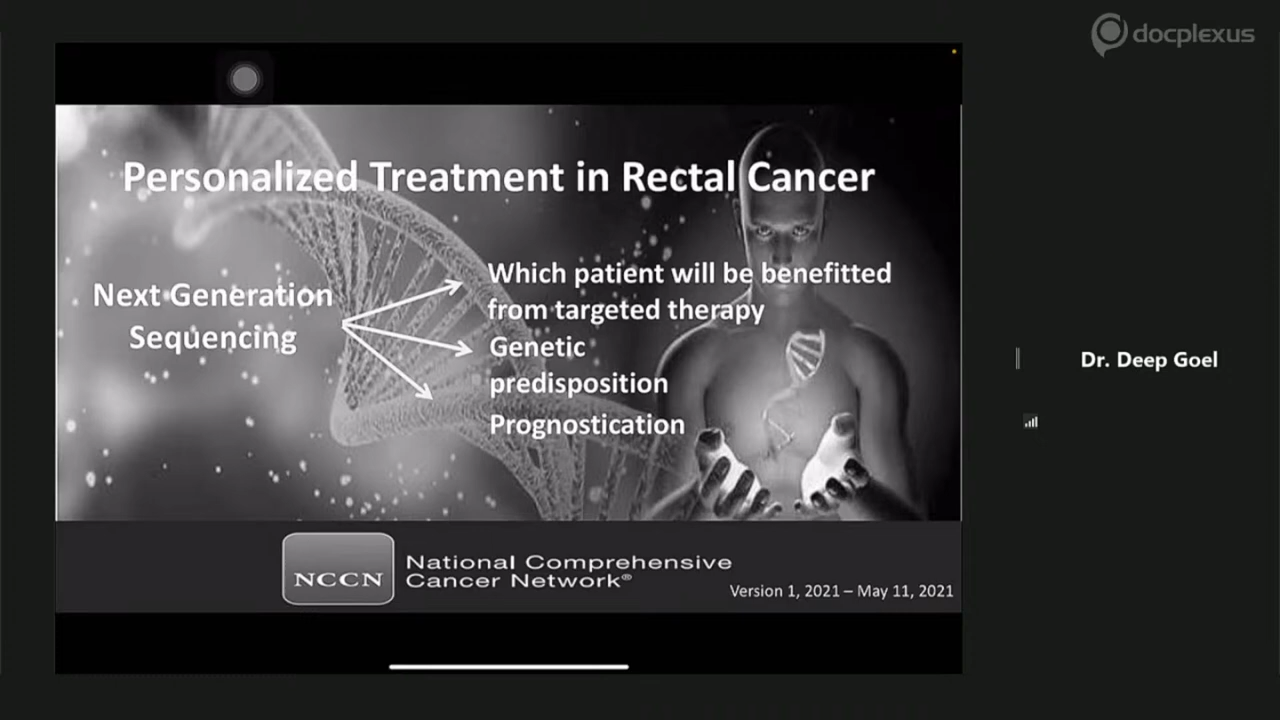 docplexus
Personalized Treatment in Rectal Cancer
Next Generation
Sequencing
Which patient will be benefitted
from targeted therapy
Genetic
predisposition
Prognostication
Dr. Deep Goel
NCCN
National Comprehensive
Cancer Network®
Version 1, 2021 – May 11, 2021